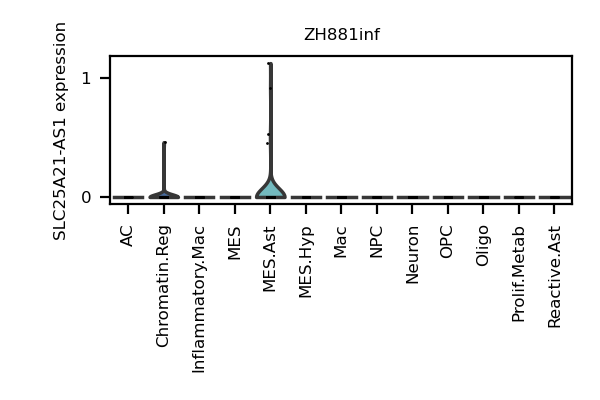 ZH881inf
SLC25A21-AS1 expression
1
0
AC
Chromatin.Reg
Inflammatory.Mac
MES
MES.Ast
MES.Hyp
Mac
NPC
Neuron
OPC
Oligo
Prolif.Metab
Reactive.Ast